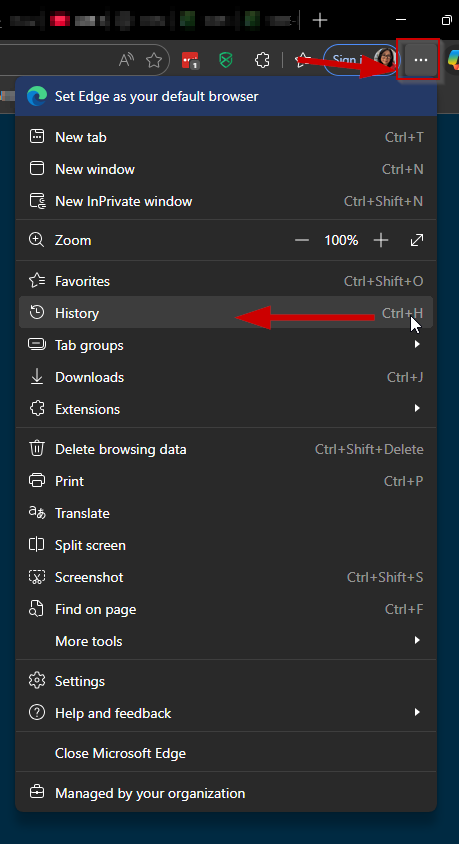 Sign i
Set Edge as your default browser
New tab Ctrl+T
New window Ctrl+N
New InPrivate window Ctrl+Shift+N
Zoom 100%
Favorites Ctrl+Shift+O
History Ctrl+H
Tab groups
Downloads Ctrl+J
Extensions
Delete browsing data Ctrl+Shift+Delete
Print Ctrl+P
Translate
Split screen
Screenshot Ctrl+Shift+S
Find on page Ctrl+F
More tools
Settings
Help and feedback
Close Microsoft Edge
Managed by your organization